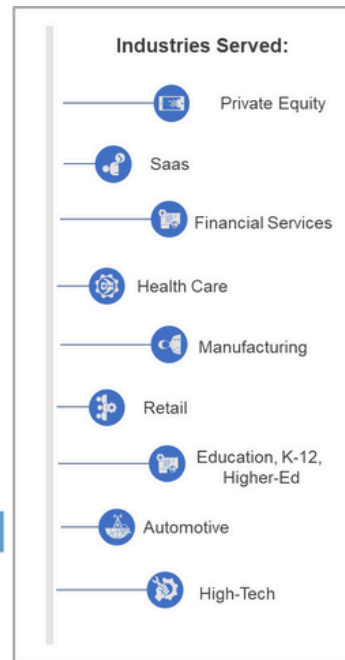 Industries Served:
Private Equity
Saas
Financial Services
Health Care
Manufacturing
Retail
Education, K-12,
Higher-Ed
Automotive
High-Tech